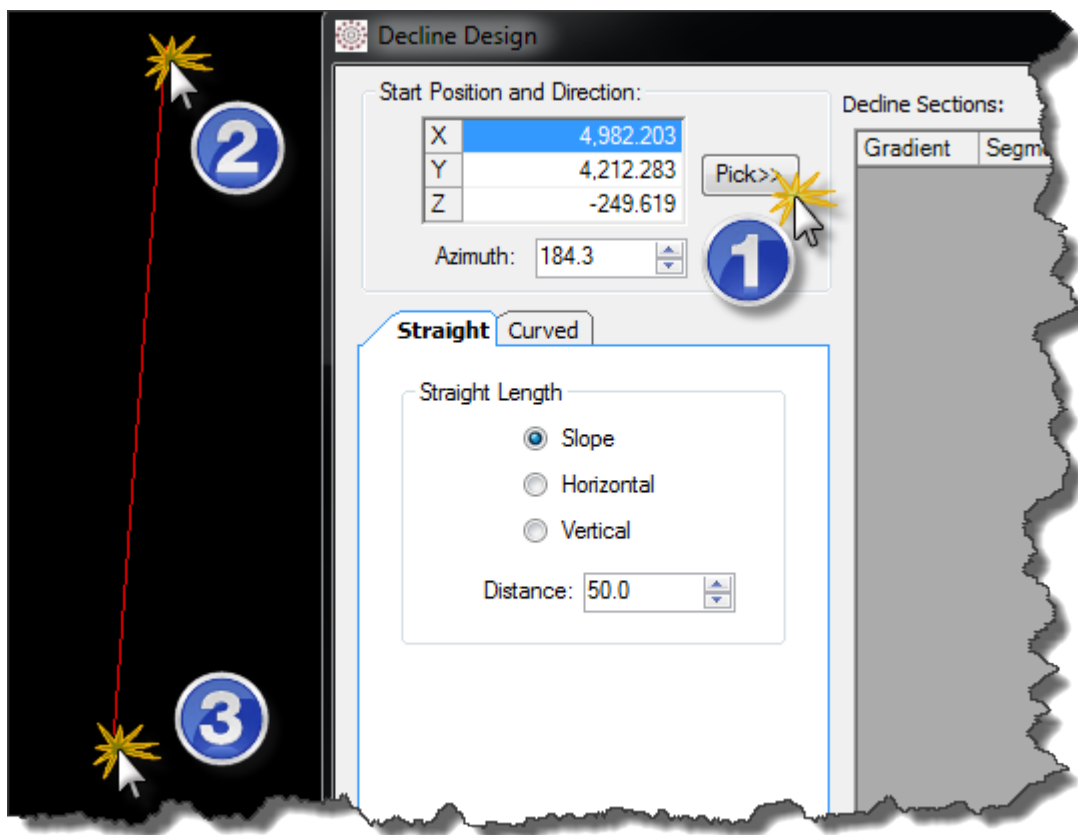 Decline Design
Start Position and Direction:
X 4,982.203
Y 4,212.283
Z -249.619
Pick>>
Azimuth: 184.3
1
2
3
Decline Sections:
Gradient
Straight Curved
Straight Length
Slope
Horizontal
Vertical
Distance: 50.0